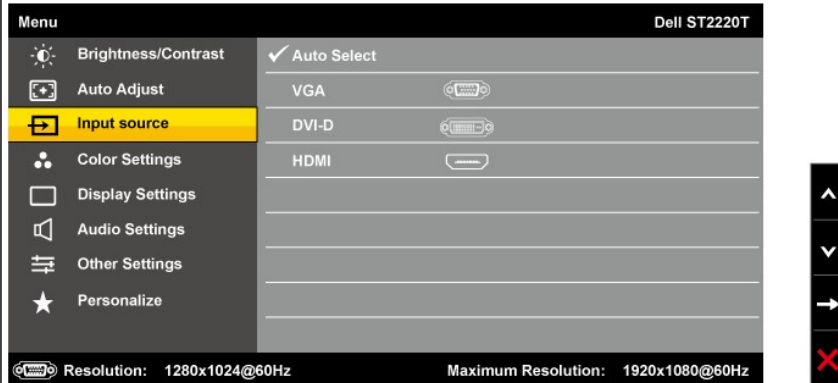 Menu Dell ST2220T
Brightness/Contrast Auto Select
Auto Adjust VGA
Input source DVI-D
Color Settings HDMI
Display Settings
Audio Settings
Other Settings
Personalize
Resolution: 1280x1024@60Hz Maximum Resolution: 1920x1080@60Hz